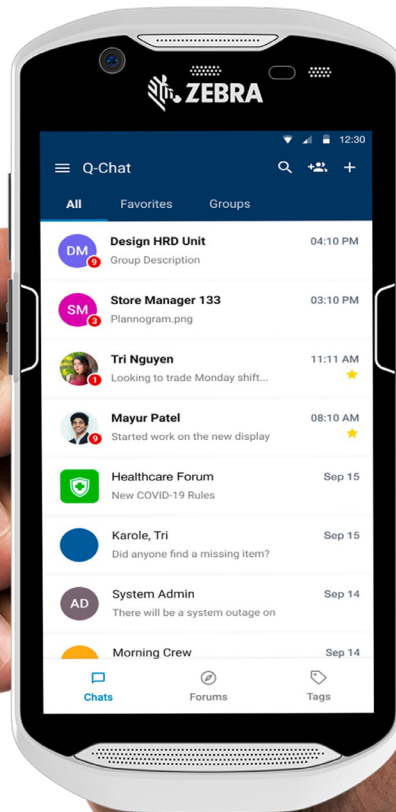 ZEBRA
12:30
Q-Chat
All Favorites Groups
DM 9 Design HRD Unit 04:10 PM
Group Description
SM 3 Store Manager 133 03:10 PM
Plannogram.png
1 Tri Nguyen 11:11 AM
Looking to trade Monday shift...
9 Mayur Patel 08:10 AM
Started work on the new display
Healthcare Forum Sep 15
New COVID-19 Rules
Karole, Tri Sep 15
Did anyone find a missing item?
AD System Admin Sep 14
There will be a system outage on
Morning Crew Sep 14
Chats Forums Tags